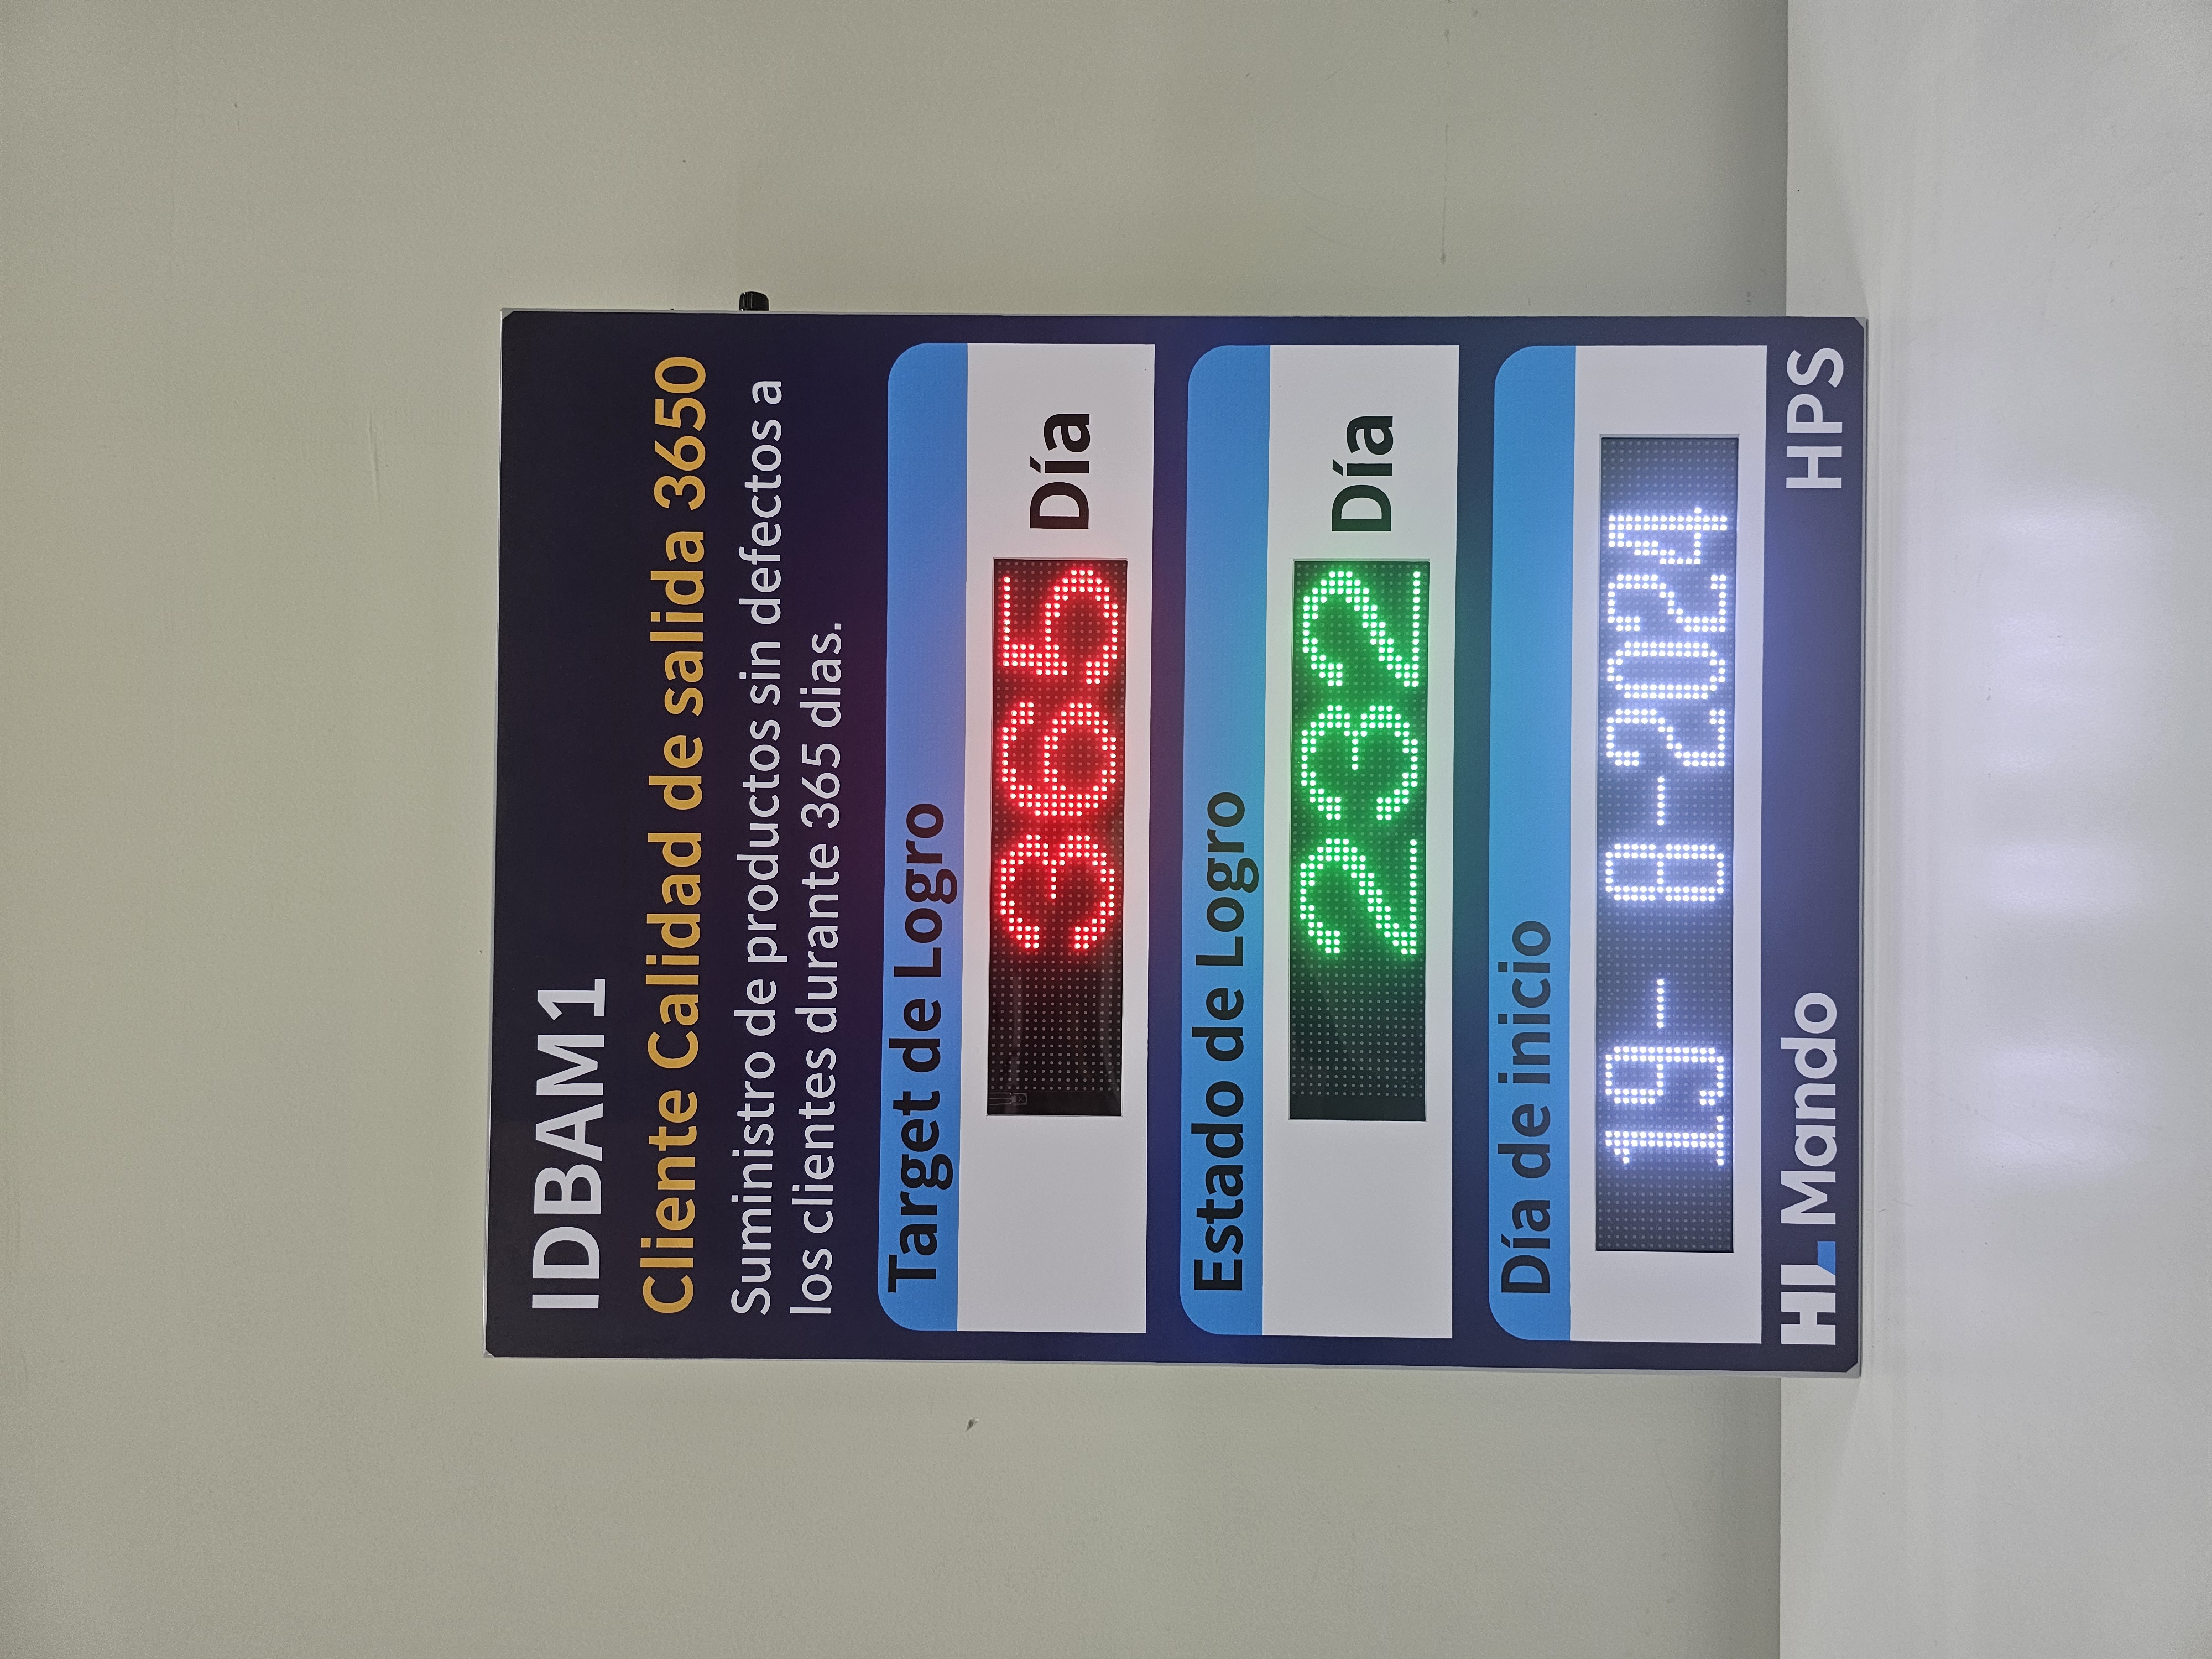 IDBAM1
Cliente Calidad de salida 3650
Suministro de productos sin defectos a
los clientes durante 365 dias.
Target de Logro
365 Día
Estado de Logro
232 Día
Día de inicio
19- 8-2024
HL Mando HPS